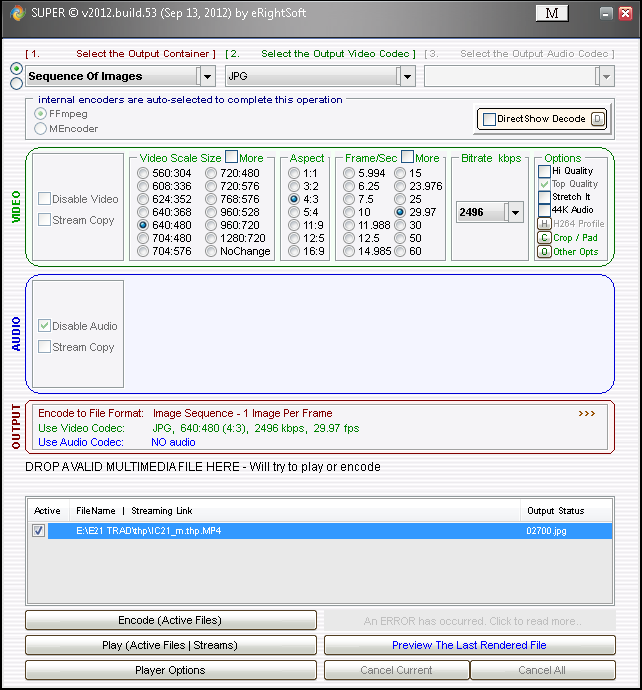 SUPER © v2012.build.53 (Sep 13, 2012) by eRightSoft
M
[ 1. Select the Output Container ] [ 2. Select the Output Video Codec ] [ 3. Select the Output Audio Codec ]
Sequence Of Images JPG
internal encoders are auto-selected to complete this operation
FFmpeg
MEncoder
DirectShow Decode D
VIDEO
Disable Video
Stream Copy
Video Scale Size More
560:304 720:480
608:336 720:576
624:352 768:576
640:368 960:528
640:480 960:720
704:480 1280:720
704:576 NoChange
Aspect
1:1
3:2
4:3
5:4
11:9
12:5
16:9
Frame/Sec More
5.994 15
6.25 23.976
7.5 25
10 29.97
11.988 30
12.5 50
14.985 60
Bitrate kbps
2496
Options
Hi Quality
Top Quality
Stretch It
44K Audio
H H264 Profile
C Crop / Pad
O Other Opts
AUDIO
Disable Audio
Stream Copy
OUTPUT
Encode to File Format: Image Sequence - 1 Image Per Frame >>>
Use Video Codec: JPG, 640:480 (4:3), 2496 kbps, 29.97 fps
Use Audio Codec: NO audio
DROP A VALID MULTIMEDIA FILE HERE - Will try to play or encode
Active FileName | Streaming Link Output Status
E:\E21 TRAD\thp\IC21_m.thp.MP4 02700.jpg
Encode (Active Files) An ERROR has occurred. Click to read more..
Play (Active Files | Streams) Preview The Last Rendered File
Player Options Cancel Current Cancel All